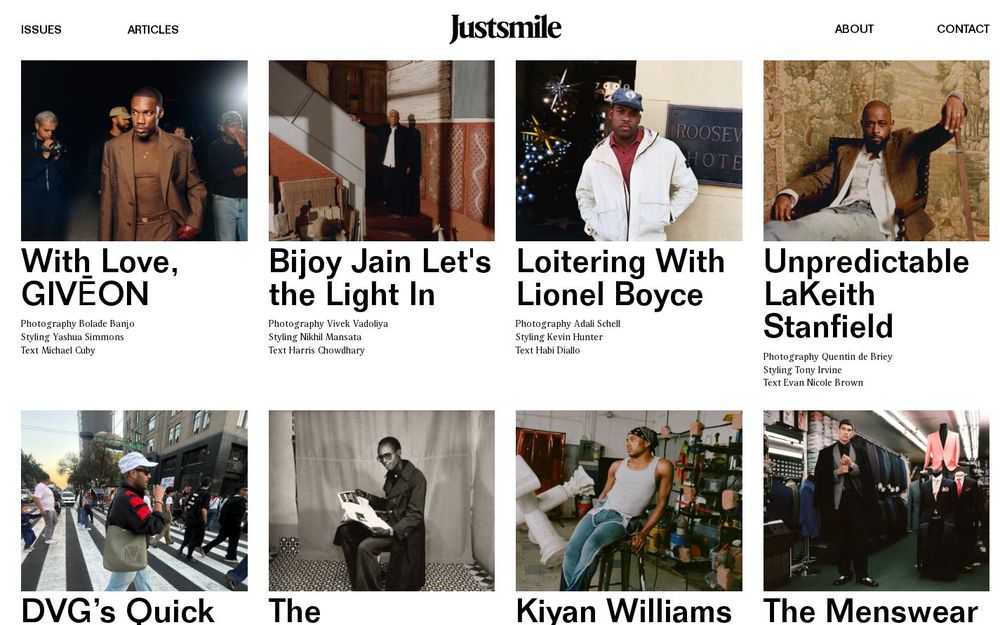 ISSUES
ARTICLES
Justsmile
ABOUT
CONTACT
ROOSEV
HOTE
With Love,
GIVĒON
Photography Bolade Banjo
Styling Yashua Simmons
Text Michael Cuby
Bijoy Jain Let's
the Light In
Photography Vivek Vadoliya
Styling Nikhil Mansata
Text Harris Chowdhary
Loitering With
Lionel Boyce
Photography Adali Schell
Styling Kevin Hunter
Text Habi Diallo
Unpredictable
LaKeith
Stanfield
Photography Quentin de Briey
Styling Tony Irvine
Text Evan Nicole Brown
DVG’s Quick
The
Kiyan Williams
The Menswear